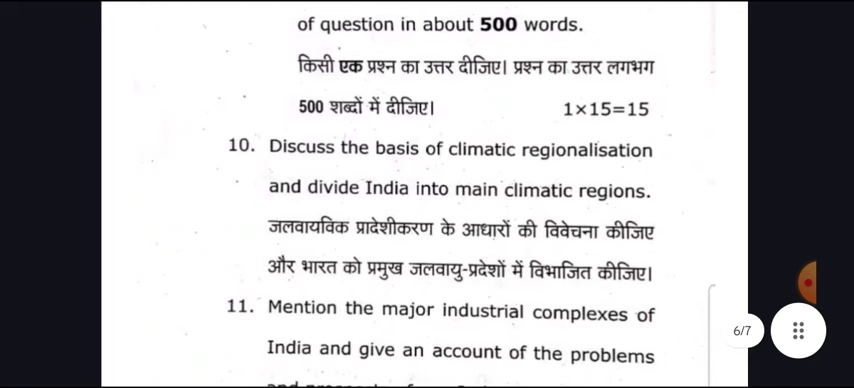 of question in about 500 words.
किसी एक प्रश्न का उत्तर दीजिए। प्रश्न का उत्तर लगभग
500 शब्दों में दीजिए। 1×15=15
10. Discuss the basis of climatic regionalisation
and divide India into main climatic regions.
जलवायविक प्रादेशीकरण के आधारों की विवेचना कीजिए
और भारत को प्रमुख जलवायु-प्रदेशों में विभाजित कीजिए।
11. Mention the major industrial complexes of
India and give an account of the problems
6/7